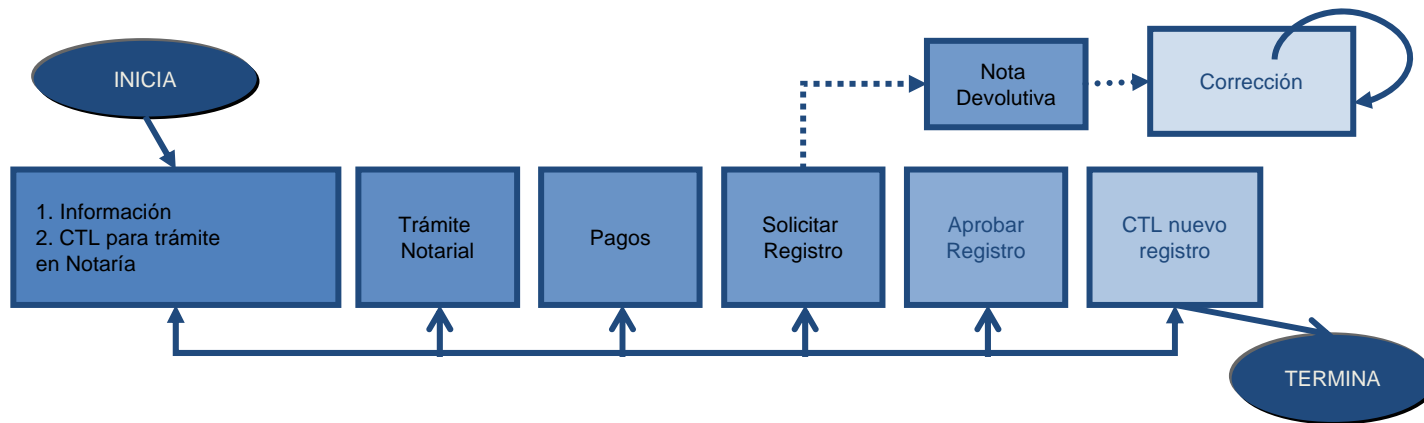 INICIA
Nota
Devolutiva
Corrección
1. Información
2. CTL para trámite
en Notaría
Trámite
Notarial
Pagos
Solicitar
Registro
Aprobar
Registro
CTL nuevo
registro
TERMINA